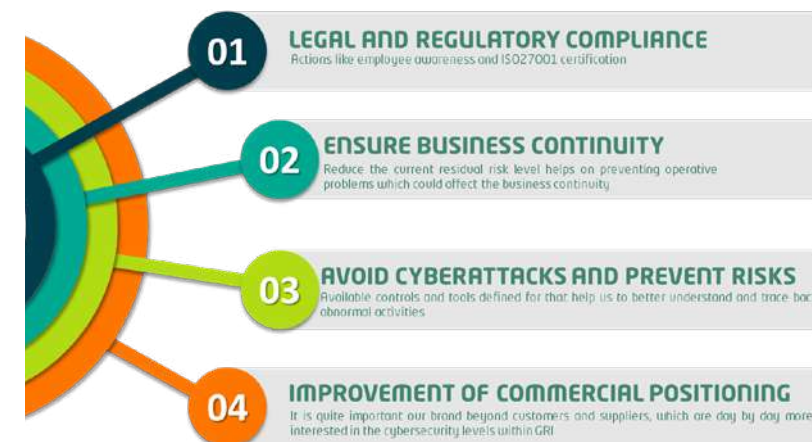 01
LEGAL AND REGULATORY COMPLIANCE
Actions like employee awareness and ISO27001 certification
02
ENSURE BUSINESS CONTINUITY
Reduce the current residual risk level helps on preventing operative
problems which could affect the business continuity
03
AVOID CYBERATTACKS AND PREVENT RISKS
Available controls and tools defined for that help us to better understand and trace bac
abnormal activities
04
IMPROVEMENT OF COMMERCIAL POSITIONING
It is quite important our brand beyond customers and suppliers, which are day by day more
interested in the cybersecurity levels within GRI